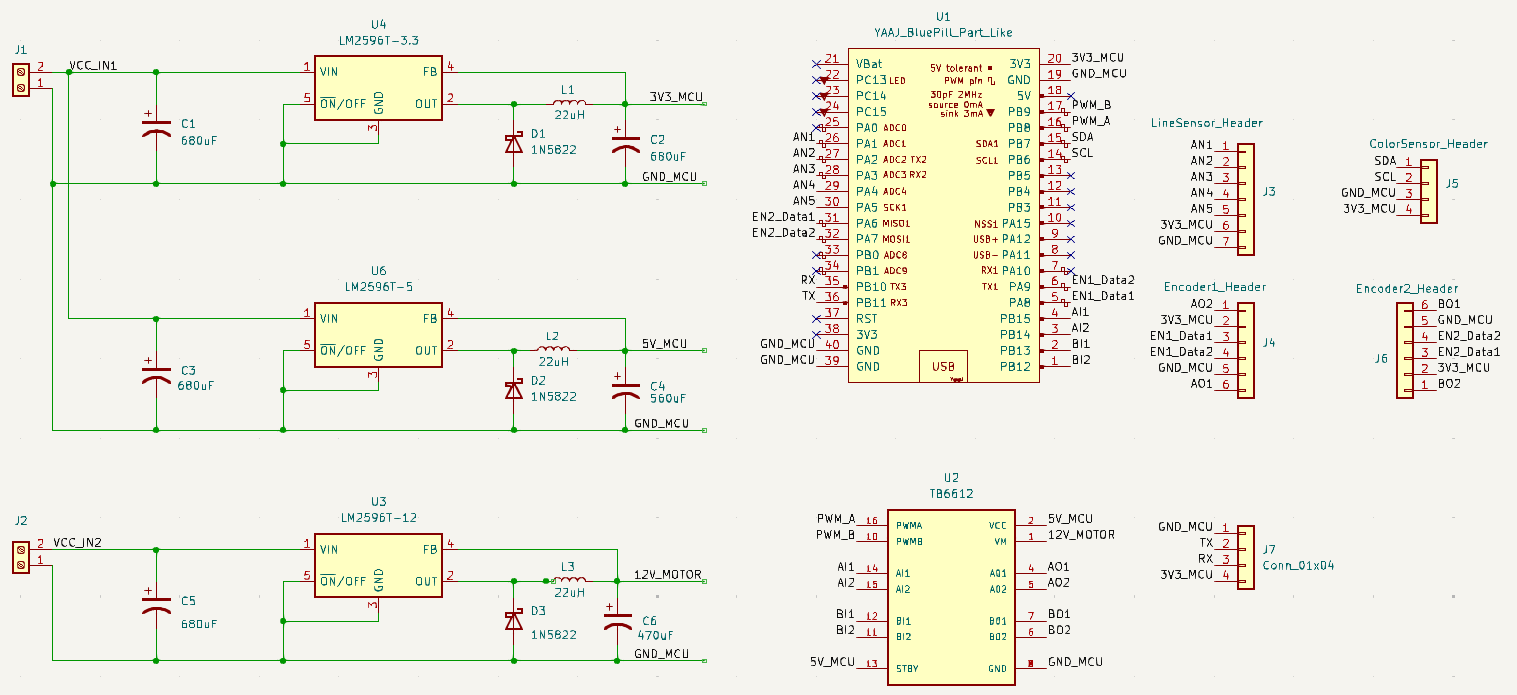 J1
2
1
VCC_IN1
C1
680uF
U4
LM2596T-3.3
1 VIN FB 4
5 ON/OFF GND OUT 2
3
L1
22uH
3V3_MCU
D1
1N5822
C2
680uF
GND_MCU
U6
LM2596T-5
1 VIN FB 4
5 ON/OFF GND OUT 2
3
L2
22uH
5V_MCU
C3
680uF
D2
1N5822
C4
560uF
GND_MCU
J2
2 VCC_IN2
1
U3
LM2596T-12
1 VIN FB 4
5 ON/OFF GND OUT 2
3
L3
22uH
12V_MOTOR
C5
680uF
D3
1N5822
C6
470uF
GND_MCU
U1
YAAJ_BluePill_Part_Like
5V tolerant
PWM pin
30pF 2MHz
source 0mA
sink 3mA
21 VBat
22 PC13 LED
23 PC14
24 PC15
25 PA0 ADC0
AN1 26 PA1 ADC1
AN2 27 PA2 ADC2 TX2
AN3 28 PA3 ADC3 RX2
AN4 29 PA4 ADC4
AN5 30 PA5 SCK1
EN2_Data1 31 PA6 MISO1
EN2_Data2 32 PA7 MOSI1
33 PB0 ADC8
34 PB1 ADC9
RX 35 PB10 TX3
TX 36 PB11 RX3
37 RST
38 3V3
GND_MCU 40 GND
GND_MCU 39 GND
3V3 20 3V3_MCU
GND 19 GND_MCU
5V 18
PB9 17 PWM_B
PB8 16 PWM_A
SDA1 PB7 15 SDA
SCL1 PB6 14 SCL
PB5 13
PB4 12
PB3 11
NSS1 PA15 10
USB+ PA12 9
USB- PA11 8
RX1 PA10 7
TX1 PA9 6 EN1_Data2
PA8 5 EN1_Data1
PB15 4 AI1
PB14 3 AI2
PB13 2 BI1
PB12 1 BI2
USB
YaaJ
LineSensor_Header
AN1 1
AN2 2
AN3 3
AN4 4
AN5 5
3V3_MCU 6
GND_MCU 7
J3
ColorSensor_Header
SDA 1
SCL 2
GND_MCU 3
3V3_MCU 4
J5
Encoder1_Header
AO2 1
3V3_MCU 2
EN1_Data1 3
EN1_Data2 4
GND_MCU 5
AO1 6
J4
Encoder2_Header
6 BO1
5 GND_MCU
4 EN2_Data2
3 EN2_Data1
2 3V3_MCU
1 BO2
J6
U2
TB6612
PWM_A 16 PWMA VCC 2 5V_MCU
PWM_B 10 PWMB VM 1 12V_MOTOR
AI1 14 AI1 AO1 4 AO1
AI2 15 AI2 AO2 5 AO2
BI1 12 BI1 BO1 7 BO1
BI2 11 BI2 BO2 6 BO2
5V_MCU 13 STBY GND GND_MCU
GND_MCU 1
TX 2
RX 3
3V3_MCU 4
J7
Conn_01x04